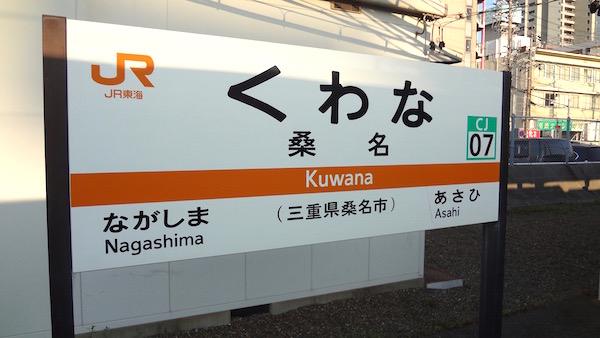 JR
JR東海
くわな
桑名
CJ
07
Kuwana
ながしま
Nagashima
(三重県桑名市)
あさひ
Asahi